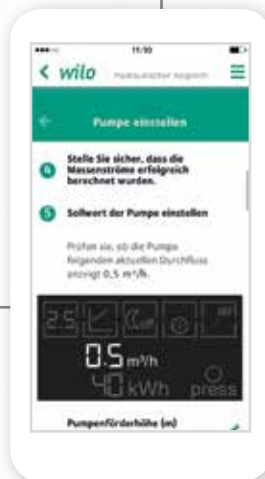 11:10
wilo
Hydraulischer Abgleich
Pumpe einstellen
4 Stelle Sie sicher, dass die
Massenströme erfolgreich
berechnet wurden.
5 Sollwert der Pumpe einstellen
Prüfen sie, ob die Pumpe
folgenden aktuellen Durchfluss
anzeigt 0,5 m³/h.
2.5
off
0.5 m³/h
40 kWh
press
Pumpenförderhöhe (m)